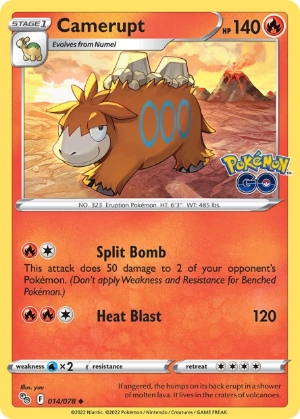 STAGE 1
Camerupt
HP 140
Evolves from Numel
Pokémon
GO
NO. 323 Eruption Pokémon HT: 6'3" WT: 485 lbs.
Split Bomb
This attack does 50 damage to 2 of your opponent's
Pokémon. (Don't apply Weakness and Resistance for Benched
Pokémon.)
Heat Blast 120
weakness ×2 resistance retreat
Illus. yuu
F 014/078
If angered, the humps on its back erupt in a shower
of molten lava. It lives in the craters of volcanoes.
©2022 Niantic. ©2022 Pokémon / Nintendo / Creatures / GAME FREAK.